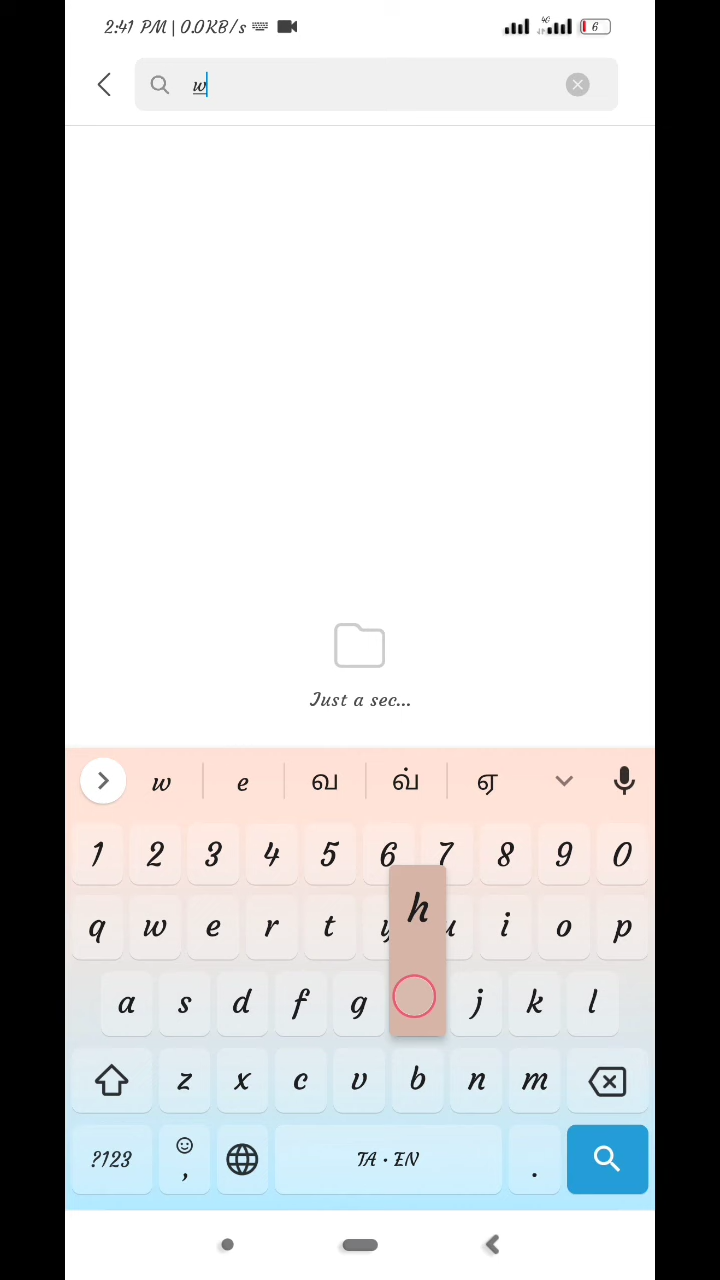 2:41 PM | 0.0KB/s 4G 6
w
Just a sec...
w e வ வ் ஏ
1 2 3 4 5 6 7 8 9 0
q w e r t y u i o p
h
a s d f g j k l
z x c v b n m
?123 , TA • EN .